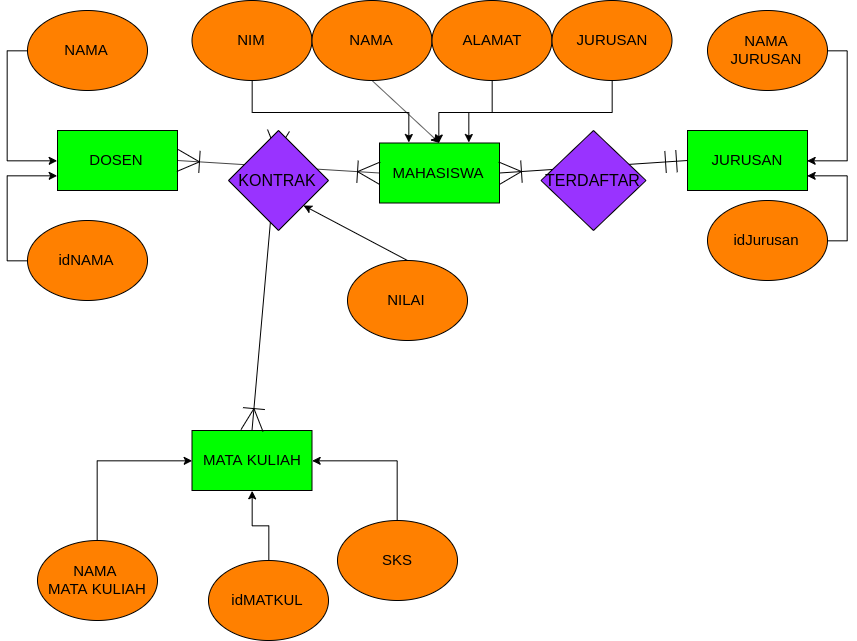 NAMA
NIM
NAMA
ALAMAT
JURUSAN
NAMA
JURUSAN
DOSEN
KONTRAK
MAHASISWA
TERDAFTAR
JURUSAN
idNAMA
NILAI
idJurusan
MATA KULIAH
NAMA
MATA KULIAH
idMATKUL
SKS